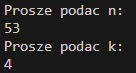 Prosze podac n:
53
Prosze podac k:
4